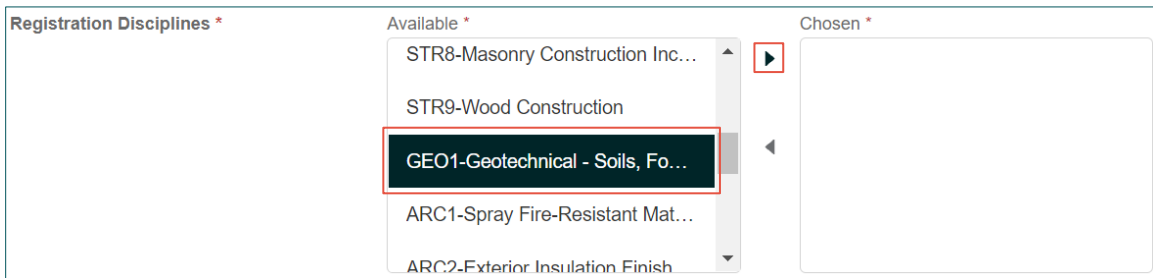 Registration Disciplines *
Available *
Chosen *
STR8-Masonry Construction Inc...
STR9-Wood Construction
GEO1-Geotechnical - Soils, Fo...
ARC1-Spray Fire-Resistant Mat...
ARC2-Exterior Insulation Finish